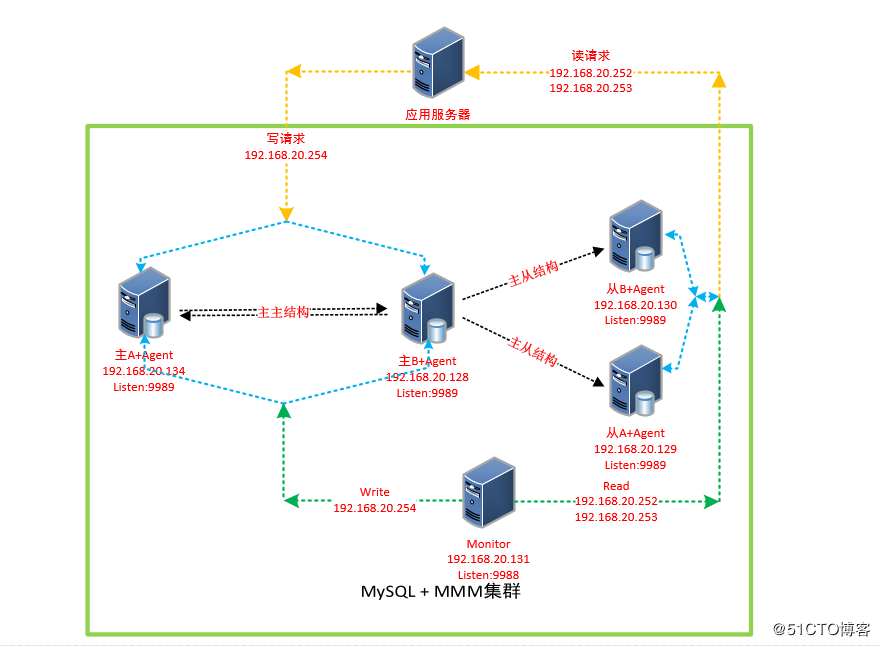 读请求
192.168.20.252
192.168.20.253
应用服务器
写请求
192.168.20.254
主从结构
从B+Agent
192.168.20.130
Listen:9989
主主结构
主A+Agent
192.168.20.134
Listen:9989
主B+Agent
192.168.20.128
Listen:9989
主从结构
从A+Agent
192.168.20.129
Listen:9989
Write
192.168.20.254
Read
192.168.20.252
192.168.20.253
Monitor
192.168.20.131
Listen:9988
MySQL + MMM集群
@51CTO博客